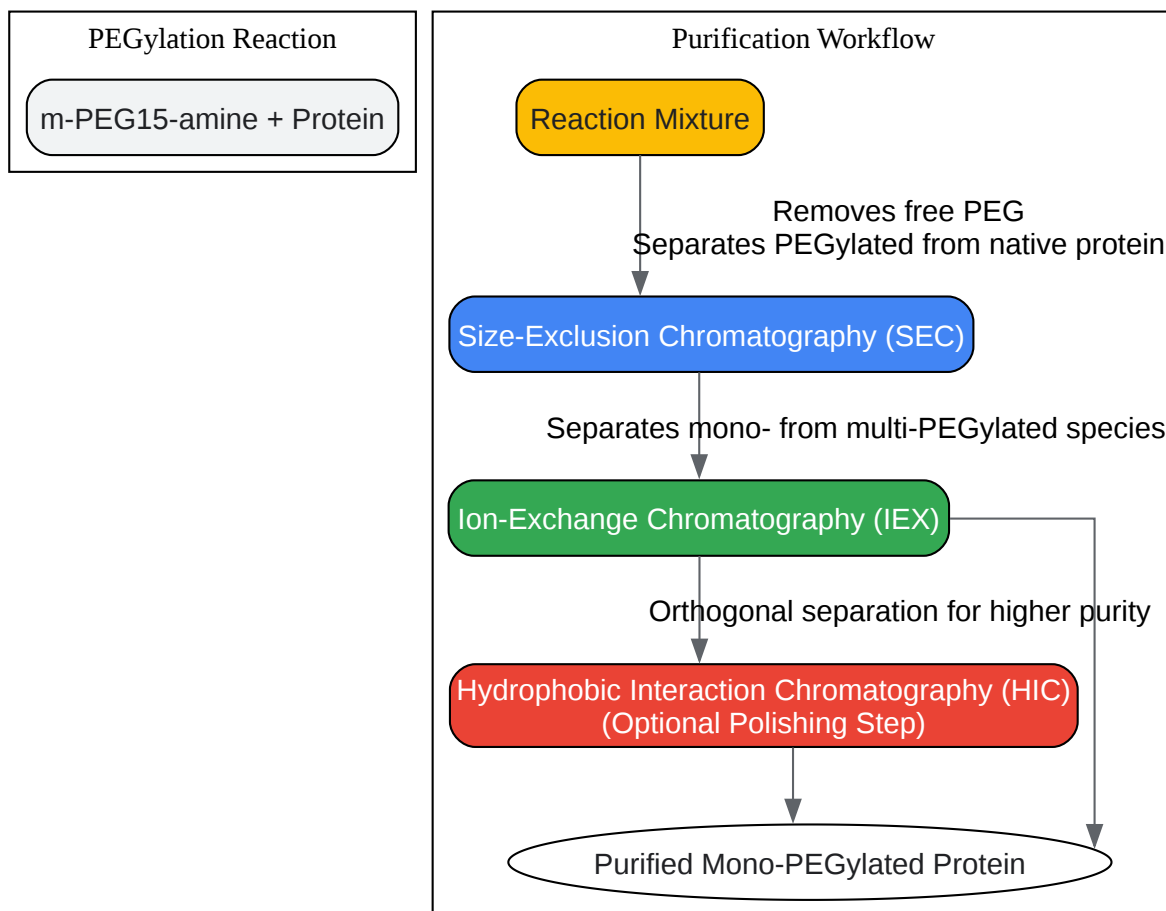 PEGylation Reaction
m-PEG15-amine + Protein
Purification Workflow
Reaction Mixture
Removes free PEG
Separates PEGylated from native protein
Size-Exclusion Chromatography (SEC)
Separates mono- from multi-PEGylated species
Ion-Exchange Chromatography (IEX)
Orthogonal separation for higher purity
Hydrophobic Interaction Chromatography (HIC)
(Optional Polishing Step)
Purified Mono-PEGylated Protein